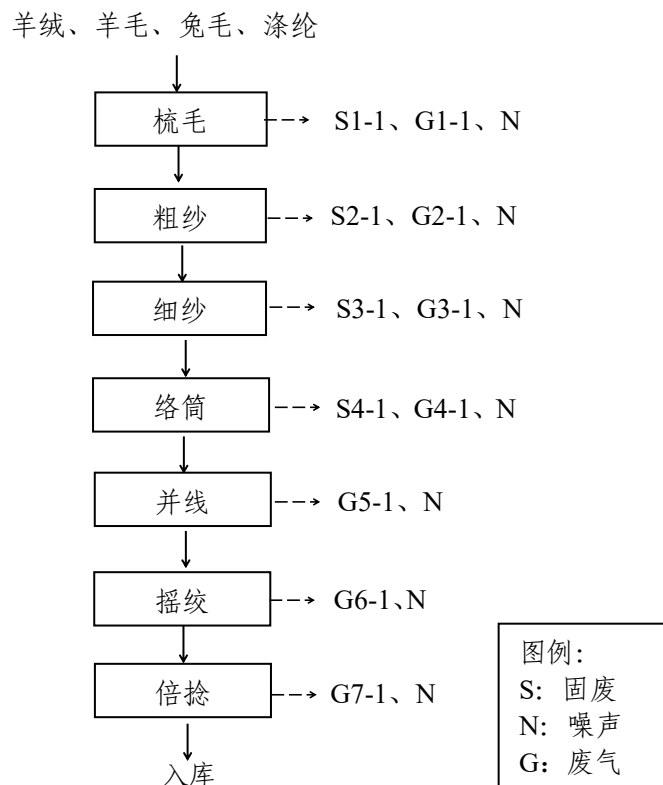 羊绒、羊毛、兔毛、涤纶
梳毛
S1-1、G1-1、N
粗纱
S2-1、G2-1、N
细纱
S3-1、G3-1、N
络筒
S4-1、G4-1、N
并线
G5-1、N
摇绞
G6-1、N
倍捻
G7-1、N
入库
图例：
S：固废
N：噪声
G：废气